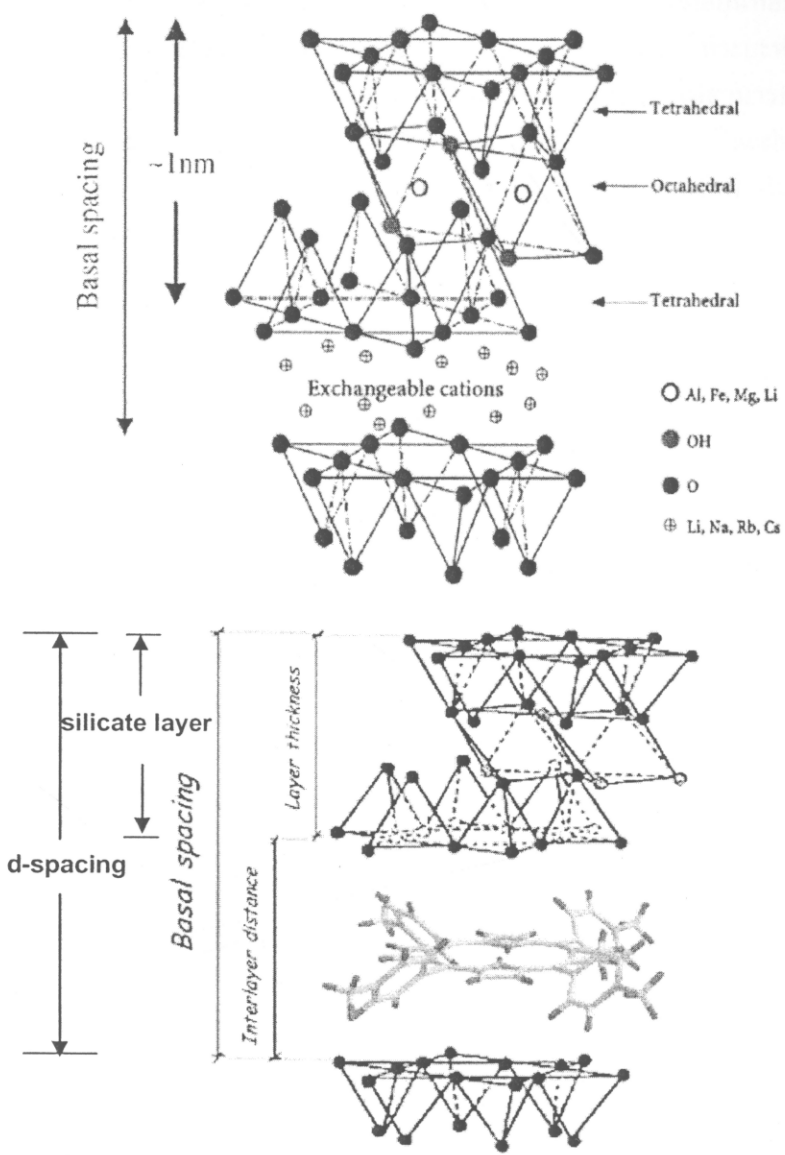 Basal spacing
~1nm
Tetrahedral
Octahedral
Tetrahedral
Exchangeable cations
Al, Fe, Mg, Li
OH
O
Li, Na, Rb, Cs
silicate layer
d-spacing
Basal spacing
Layer thickness
Interlayer distance